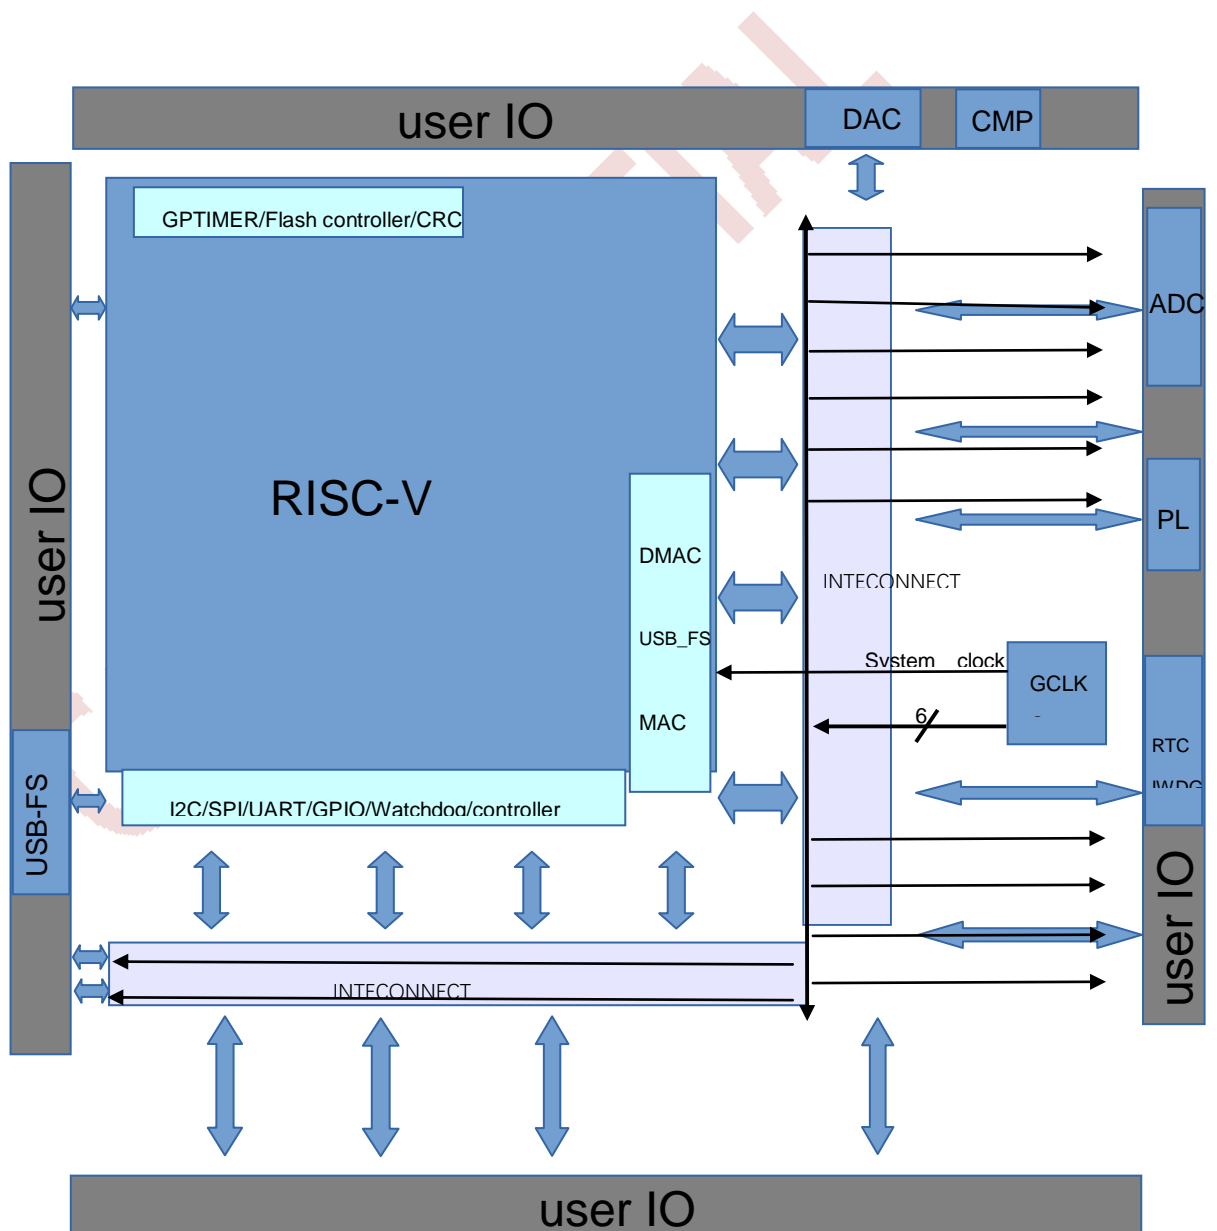 user IO
DAC
CMP
GPTIMER/Flash controller/CRC
ADC
RISC-V
user IO
PL
DMAC
INTECONNECT
USB_FS
System clock
GCLK
6
MAC
RTC
IWDG
USB-FS
I2C/SPI/UART/GPIO/Watchdog/controller
user IO
INTECONNECT
user IO